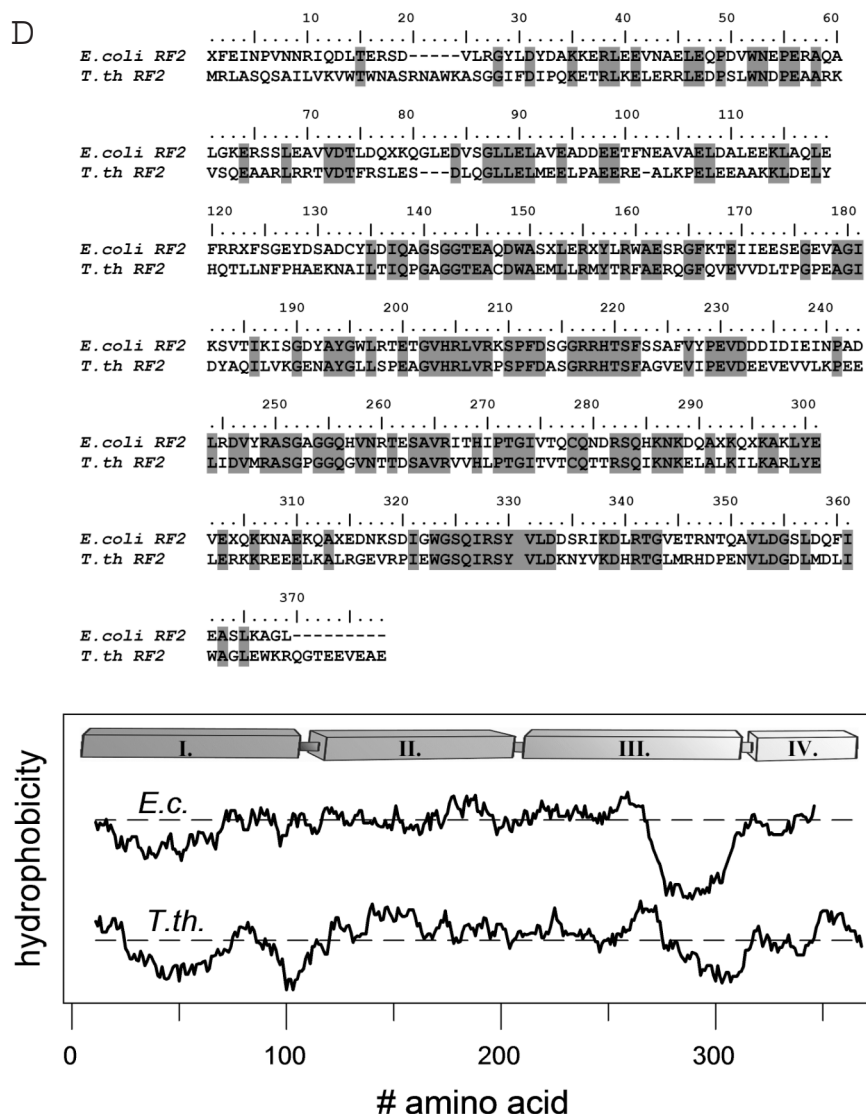 D
10 20 30 40 50 60
E.coli RF2 XFEINPVNNRIQDLTERSD-----VLRGYLDYDAKKERLEEVNAELEQPDVWNEPERAQA
T.th RF2 MRLASQSAILVKVWTWNASRNAWKASGGIFDIPQKETRLKELERRLEDPSLWNDPEAARK
70 80 90 100 110
E.coli RF2 LGKERSSLEAVVDTLDQXKQGLEDVSGLLELAVEADDEETFNEAVAELDALEEKLAQLE
T.th RF2 VSQEAARLRRTVDTFRSLES---DLQGLLELMEELPAEERE-ALKPELEEAAKKLDELY
120 130 140 150 160 170 181
E.coli RF2 FRRXFSGEYDSADCYLDIQAGSGGTEAQDWASXLERXYLRWAESRGFKTEIIEESEGEVAGI
T.th RF2 HQTLLNFPHAEKNAILTIQPGAGGTEACDWAEMLLRMYTRFAERQGFQVEVVDLTPGPEAGI
190 200 210 220 230 240
E.coli RF2 KSVTIKISGDYAYGWLRTETGVHRLVRKSPFDSGGRRHTSFSSAFVYPEVDDDIDIEINPAD
T.th RF2 DYAQILVKGENAYGLLSPEAGVHRLVRPSPFDASGRRHTSFAGVEVIPEVDEEVEVVLKPEE
250 260 270 280 290 300
E.coli RF2 LRDVYRASGAGGQHVNRTESAVRITHIPTGIVTQCQNDRSQHKNKDQAXKQXKAKLYE
T.th RF2 LIDVMRASGPGGQGVNTTDSAVRVVHLPTGITVTCQTTRSQIKNKELALKILKARLYE
310 320 330 340 350 361
E.coli RF2 VEXQKKNAEKQAXEDNKSDIGWGSQIRSY VLDDSRIKDLRTGVETRNTQAVLDGSLDQFI
T.th RF2 LERKKREEELKALRGEVRPIEWGSQIRSY VLDKNYVKDHRTGLMRHDPENVLDGDLMDLI
370
E.coli RF2 EASLKAGL----------
T.th RF2 WAGLEWKRQGTEEVEAE
I. II. III. IV.
E.c.
T.th.
hydrophobicity
0 100 200 300
# amino acid